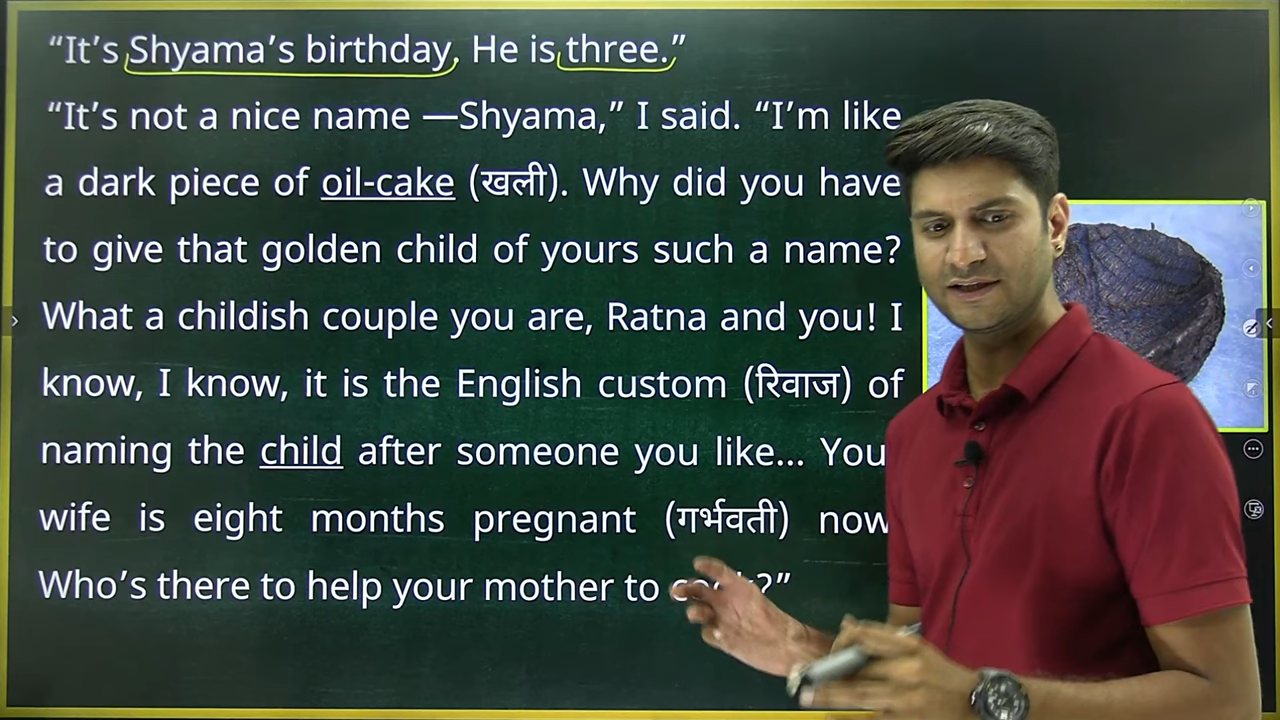 “It’s Shyama’s birthday. He is three.”
“It’s not a nice name —Shyama,” I said. “I’m like
a dark piece of oil-cake (खली). Why did you have
to give that golden child of yours such a name?
What a childish couple you are, Ratna and you! I
know, I know, it is the English custom (रिवाज) of
naming the child after someone you like... You
wife is eight months pregnant (गर्भवती) now
Who’s there to help your mother to